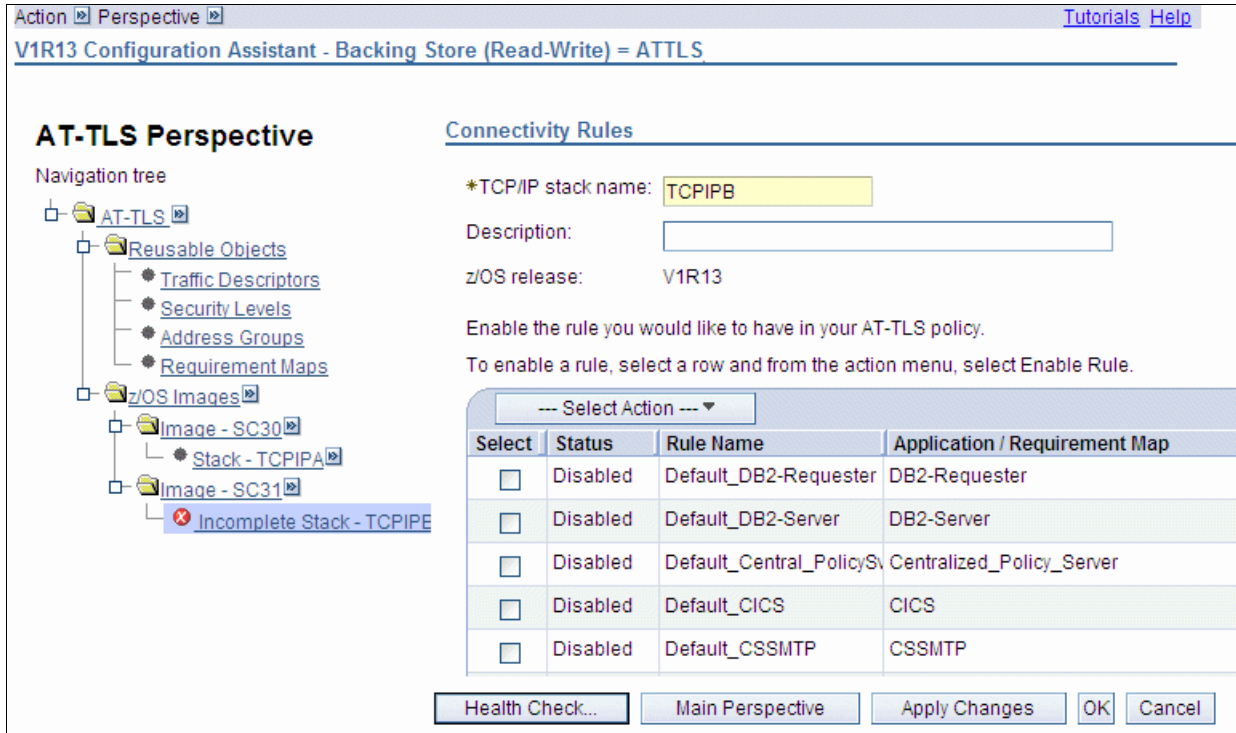 Action Perspective Tutorials Help
V1R13 Configuration Assistant - Backing Store (Read-Write) = ATTLS
AT-TLS Perspective
Navigation tree
AT-TLS
Reusable Objects
Traffic Descriptors
Security Levels
Address Groups
Requirement Maps
z/OS Images
Image - SC30
Stack - TCPIPA
Image - SC31
Incomplete Stack - TCPIPB
Connectivity Rules
*TCP/IP stack name: TCPIPB
Description:
z/OS release: V1R13
Enable the rule you would like to have in your AT-TLS policy.
To enable a rule, select a row and from the action menu, select Enable Rule.
--- Select Action ---
Select Status Rule Name Application / Requirement Map
Disabled Default_DB2-Requester DB2-Requester
Disabled Default_DB2-Server DB2-Server
Disabled Default_Central_PolicySv Centralized_Policy_Server
Disabled Default_CICS CICS
Disabled Default_CSSMTP CSSMTP
Health Check... Main Perspective Apply Changes OK Cancel